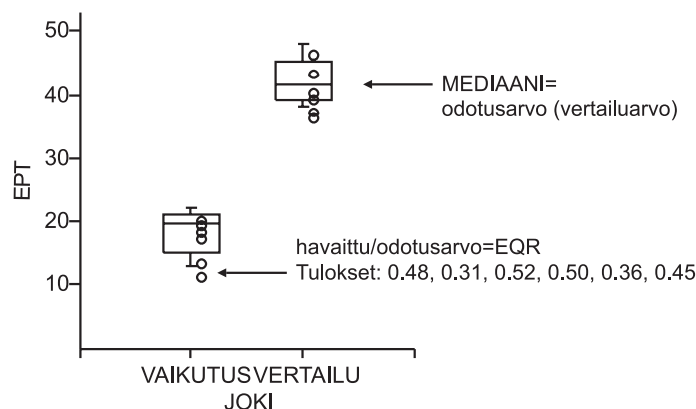 50
40
30
20
10
EPT
MEDIAANI=
odotusarvo (vertailuarvo)
havaittu/odotusarvo=EQR
Tulokset: 0.48, 0.31, 0.52, 0.50, 0.36, 0.45
VAIKUTUS VERTAILU
JOKI